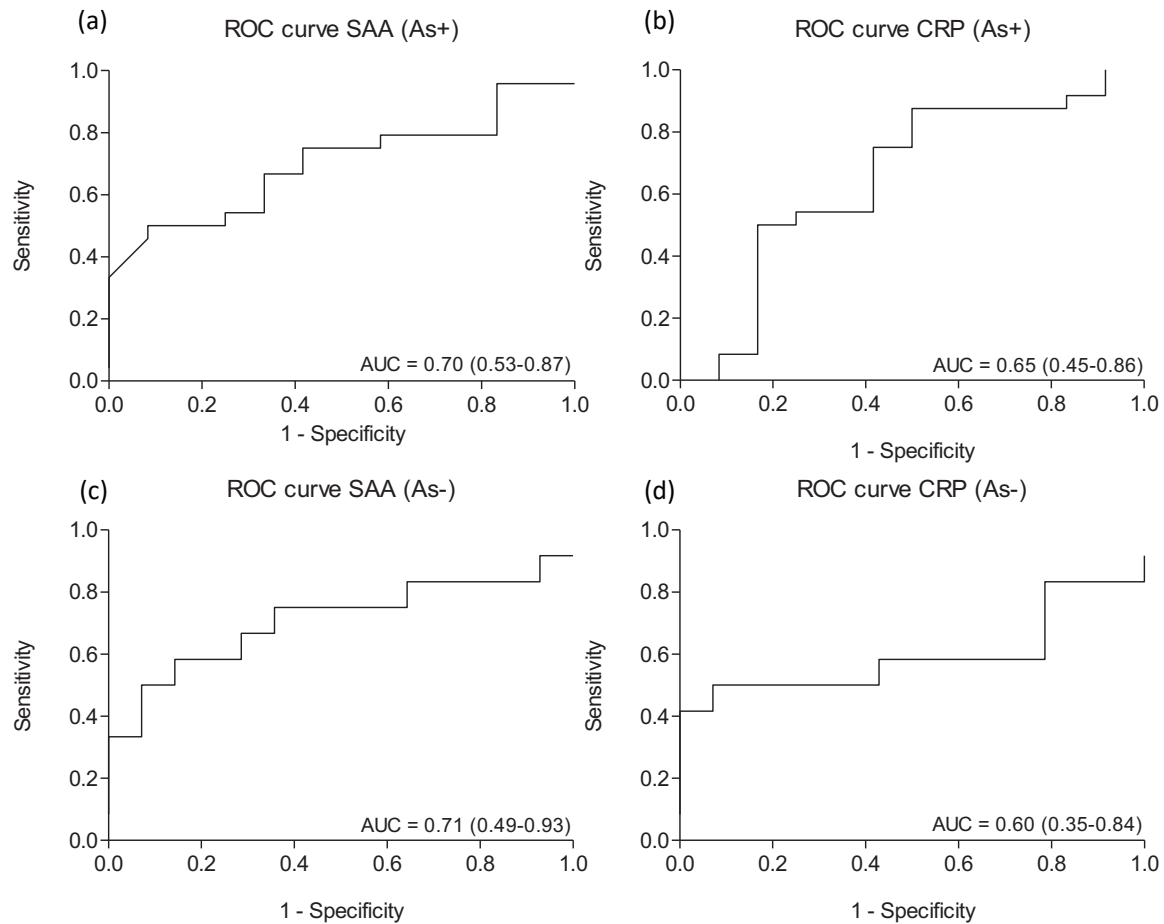 (a)
ROC curve SAA (As+)
Sensitivity
1.0
0.8
0.6
0.4
0.2
0.0
AUC = 0.70 (0.53-0.87)
0.0 0.2 0.4 0.6 0.8 1.0
1 - Specificity
(b)
ROC curve CRP (As+)
Sensitivity
1.0
0.8
0.6
0.4
0.2
0.0
AUC = 0.65 (0.45-0.86)
0.0 0.2 0.4 0.6 0.8 1.0
1 - Specificity
(c)
ROC curve SAA (As-)
Sensitivity
1.0
0.8
0.6
0.4
0.2
0.0
AUC = 0.71 (0.49-0.93)
0.0 0.2 0.4 0.6 0.8 1.0
1 - Specificity
(d)
ROC curve CRP (As-)
Sensitivity
1.0
0.8
0.6
0.4
0.2
0.0
AUC = 0.60 (0.35-0.84)
0.0 0.2 0.4 0.6 0.8 1.0
1 - Specificity